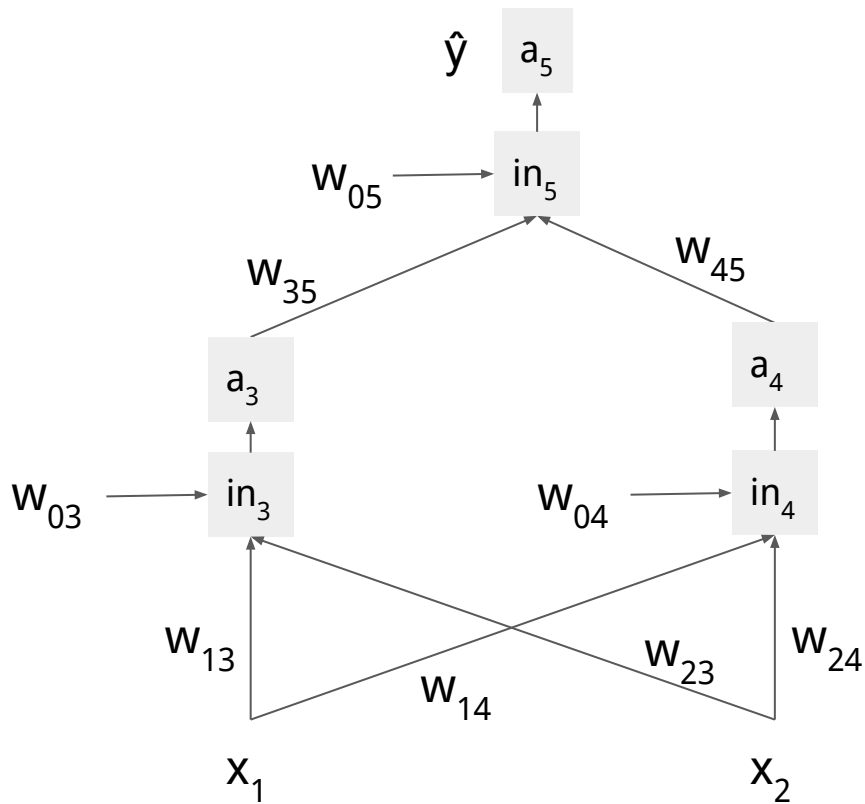 ŷ a₅
w₀₅ in₅
w₃₅ w₄₅
a₃ a₄
w₀₃ in₃ w₀₄ in₄
w₁₃ w₁₄ w₂₃ w₂₄
x₁ x₂